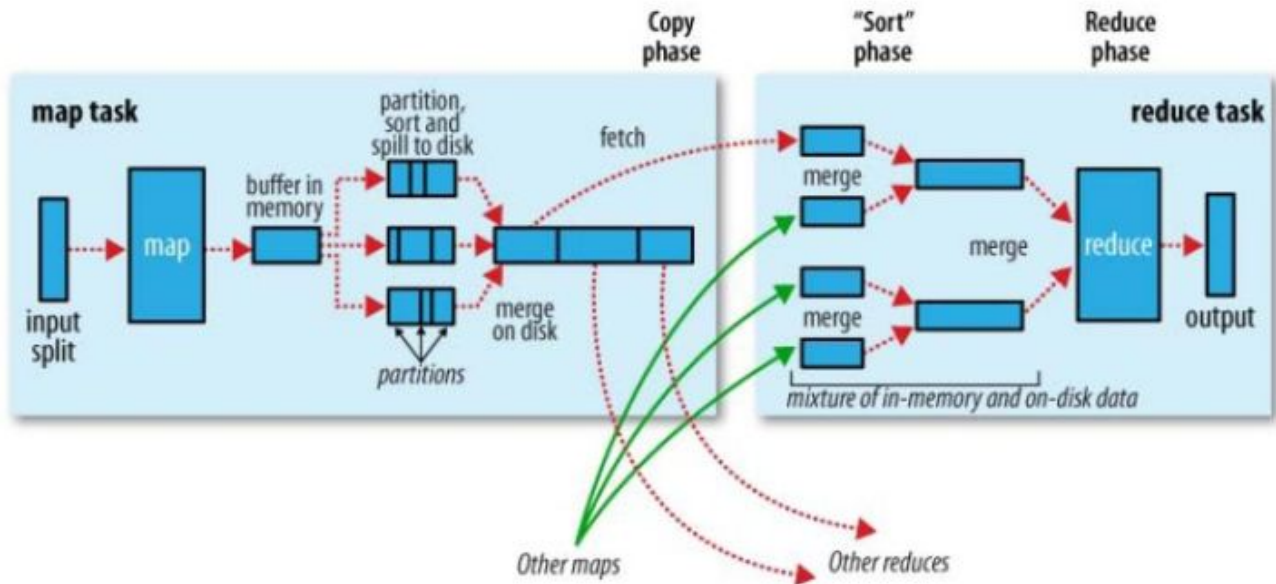 Copy
phase
“Sort”
phase
Reduce
phase
map task
partition,
sort and
spill to disk
fetch
reduce task
buffer in
memory
merge
map
merge
reduce
input
split
merge
on disk
merge
output
partitions
mixture of in-memory and on-disk data
Other maps
Other reduces